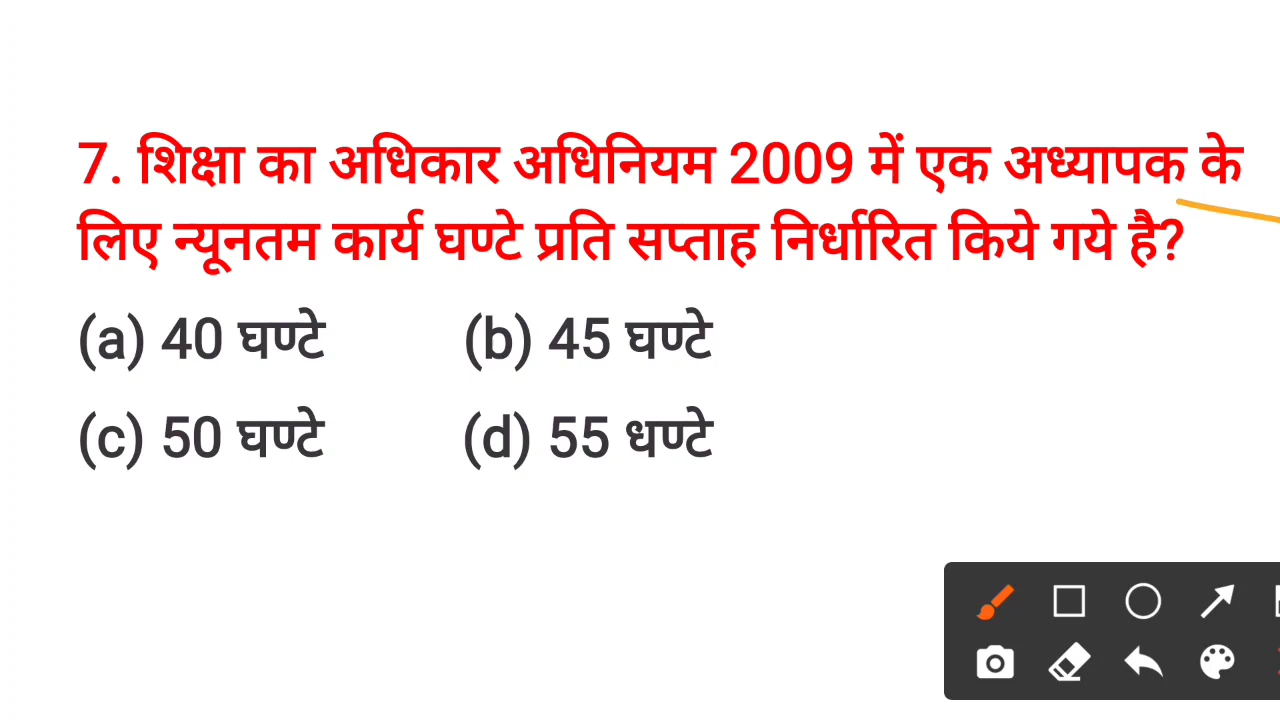 7. शिक्षा का अधिकार अधिनियम 2009 में एक अध्यापक के
लिए न्यूनतम कार्य घण्टे प्रति सप्ताह निर्धारित किये गये है?
(a) 40 घण्टे (b) 45 घण्टे
(c) 50 घण्टे (d) 55 धण्टे